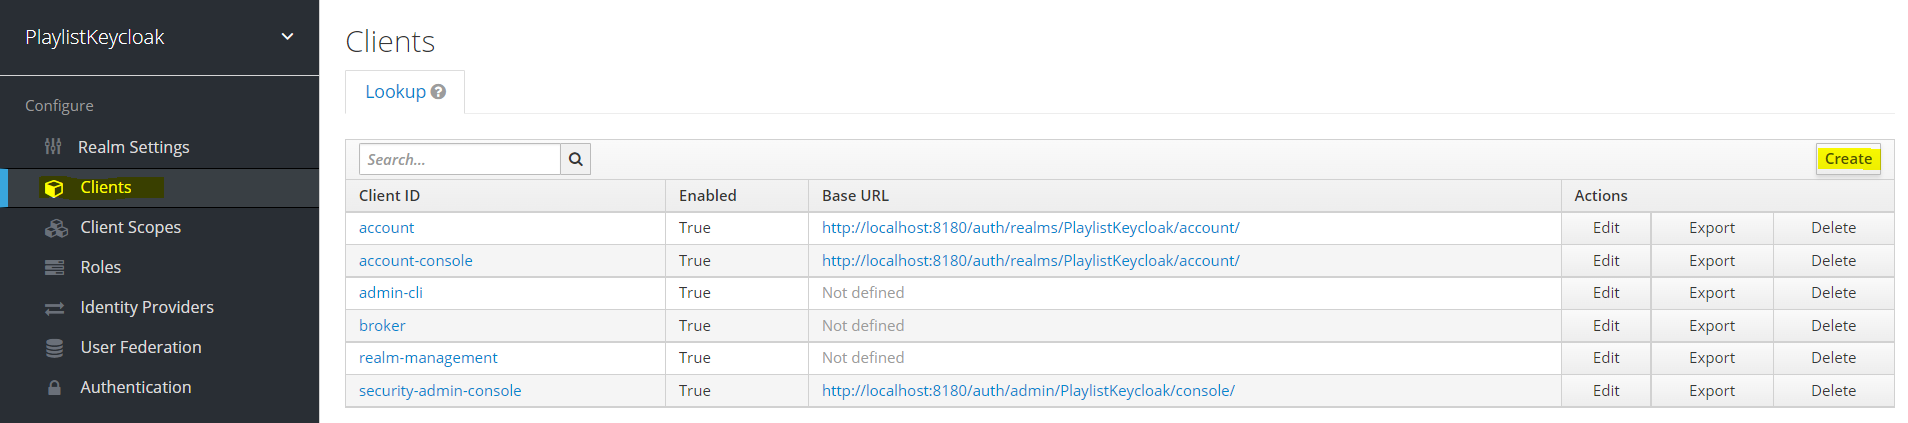 PlaylistKeycloak
Configure
Realm Settings
Clients
Client Scopes
Roles
Identity Providers
User Federation
Authentication
Clients
Lookup ?
Search...
Create
Client ID Enabled Base URL Actions
account True http://localhost:8180/auth/realms/PlaylistKeycloak/account/ Edit Export Delete
account-console True http://localhost:8180/auth/realms/PlaylistKeycloak/account/ Edit Export Delete
admin-cli True Not defined Edit Export Delete
broker True Not defined Edit Export Delete
realm-management True Not defined Edit Export Delete
security-admin-console True http://localhost:8180/auth/admin/PlaylistKeycloak/console/ Edit Export Delete